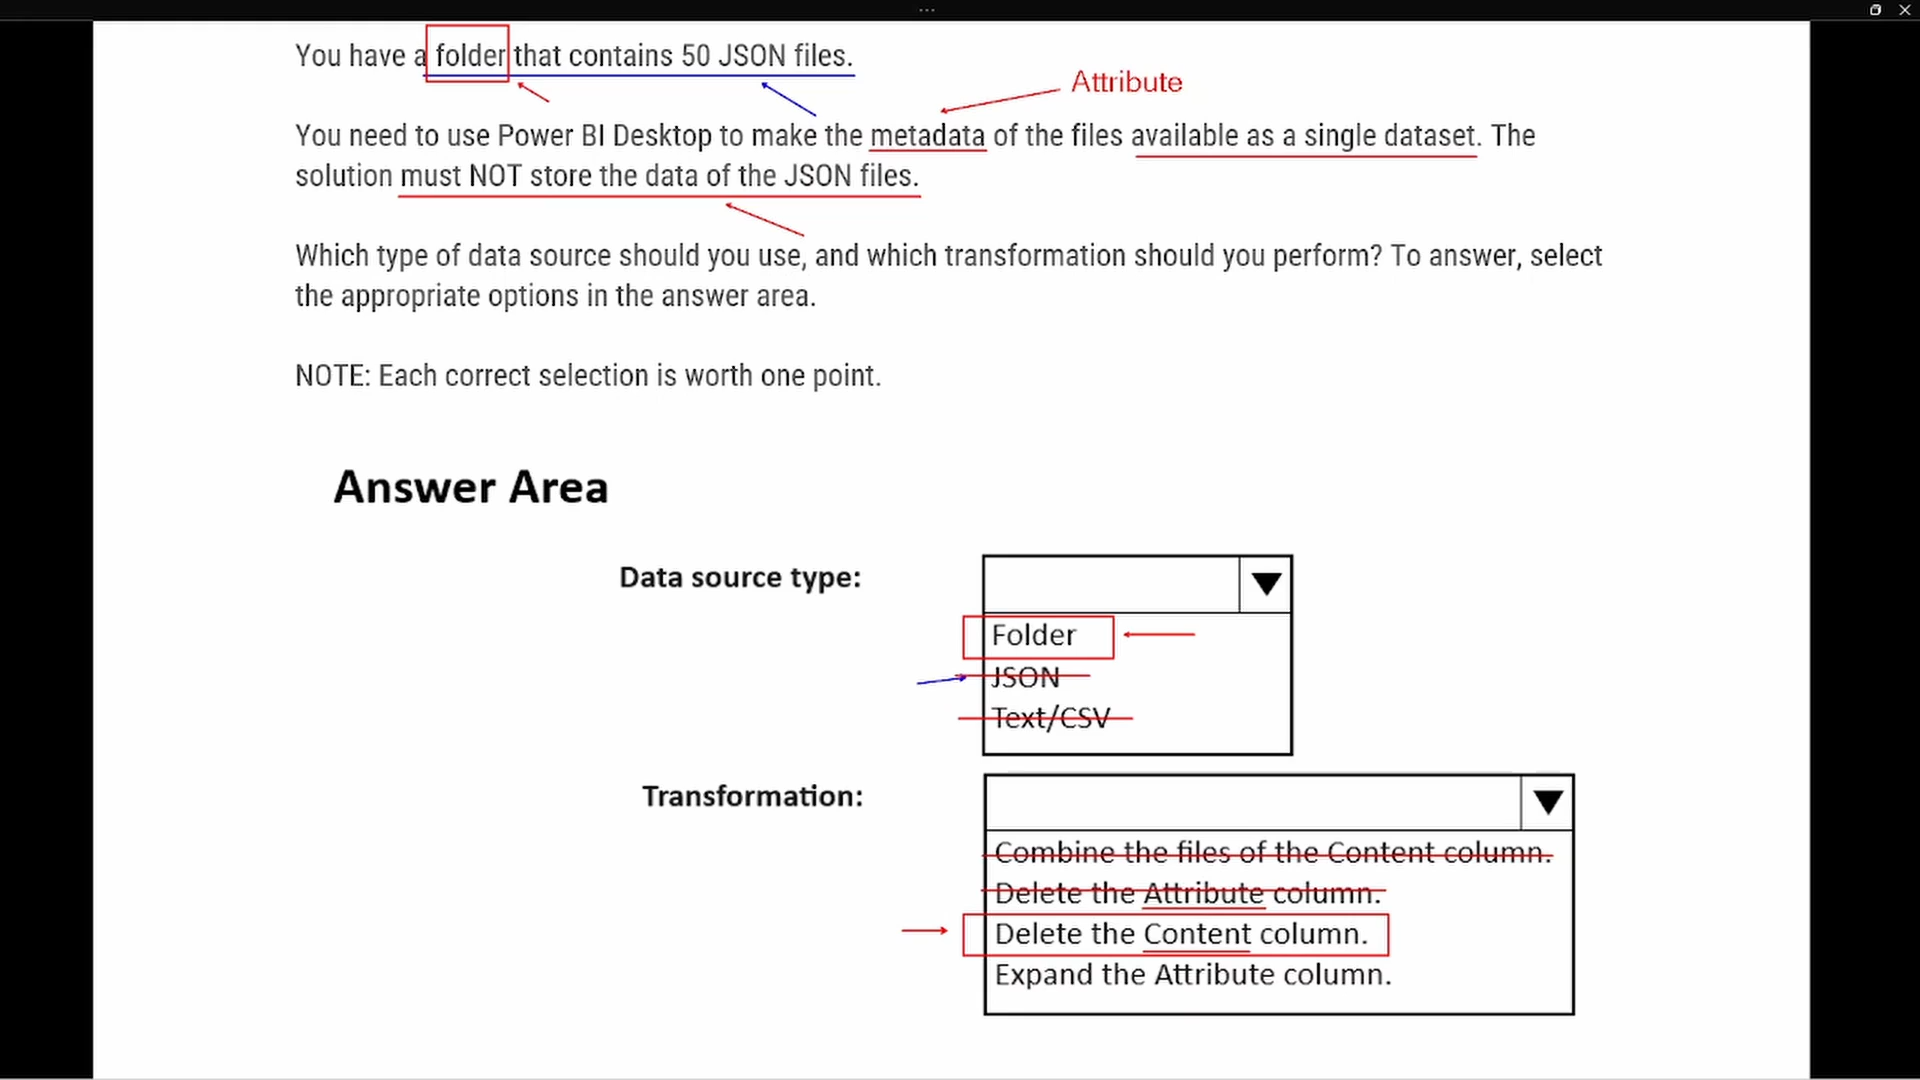 You have a folder that contains 50 JSON files.
Attribute
You need to use Power BI Desktop to make the metadata of the files available as a single dataset. The
solution must NOT store the data of the JSON files.
Which type of data source should you use, and which transformation should you perform? To answer, select
the appropriate options in the answer area.
NOTE: Each correct selection is worth one point.
Answer Area
Data source type:
Folder
JSON
Text/CSV
Transformation:
Combine the files of the Content column.
Delete the Attribute column.
Delete the Content column.
Expand the Attribute column.